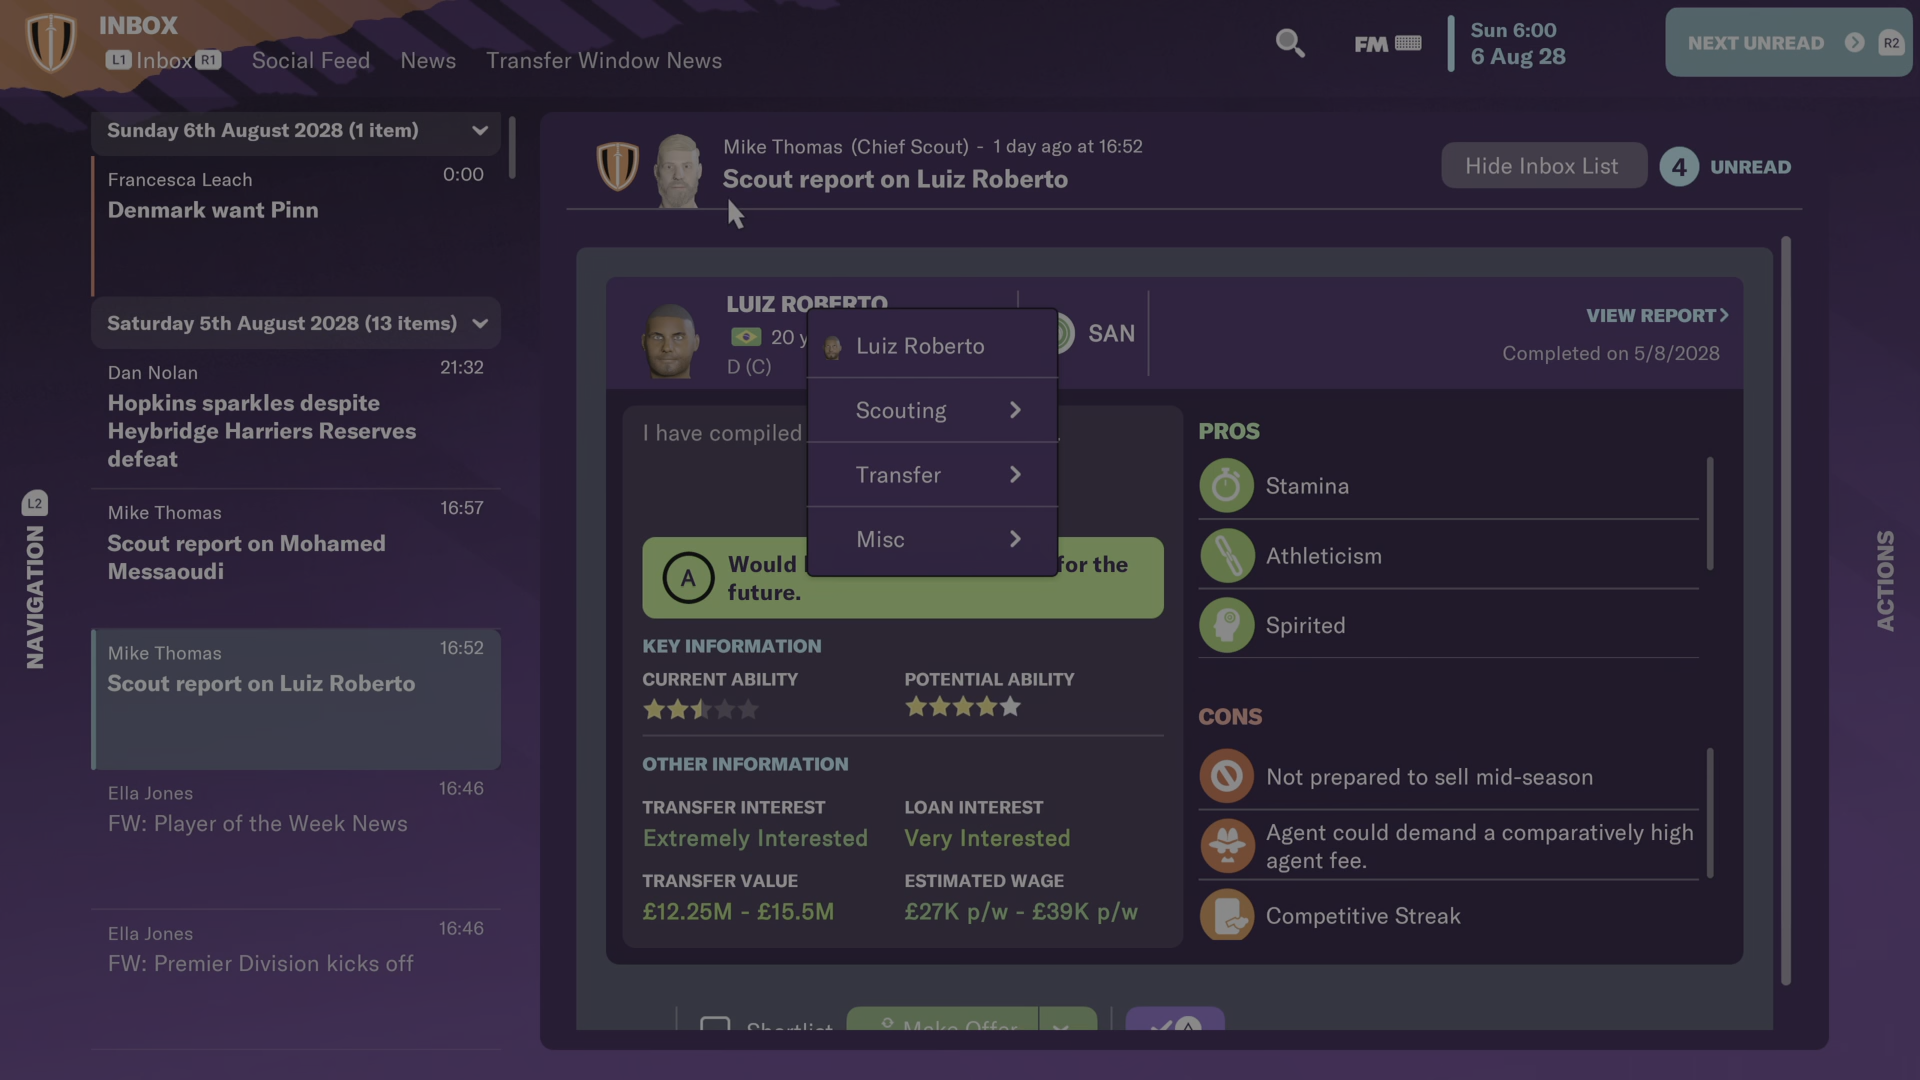 INBOX
L1 Inbox R1 Social Feed News Transfer Window News
FM
Sun 6:00
6 Aug 28
NEXT UNREAD R2
L2
NAVIGATION
Sunday 6th August 2028 (1 item)
Francesca Leach 0:00
Denmark want Pinn
Saturday 5th August 2028 (13 items)
Dan Nolan 21:32
Hopkins sparkles despite
Heybridge Harriers Reserves
defeat
Mike Thomas 16:57
Scout report on Mohamed
Messaoudi
Mike Thomas 16:52
Scout report on Luiz Roberto
Ella Jones 16:46
FW: Player of the Week News
Ella Jones 16:46
FW: Premier Division kicks off
Mike Thomas (Chief Scout) - 1 day ago at 16:52
Scout report on Luiz Roberto
Hide Inbox List
4 UNREAD
LUIZ ROBERTO
20 y
D (C)
SAN
VIEW REPORT
Completed on 5/8/2028
Luiz Roberto
Scouting
Transfer
Misc
I have compiled
A
Would for the
future.
KEY INFORMATION
CURRENT ABILITY POTENTIAL ABILITY
OTHER INFORMATION
TRANSFER INTEREST LOAN INTEREST
Extremely Interested Very Interested
TRANSFER VALUE ESTIMATED WAGE
£12.25M - £15.5M £27K p/w - £39K p/w
PROS
Stamina
Athleticism
Spirited
CONS
Not prepared to sell mid-season
Agent could demand a comparatively high
agent fee.
Competitive Streak
Shortlist Make Offer
ACTIONS